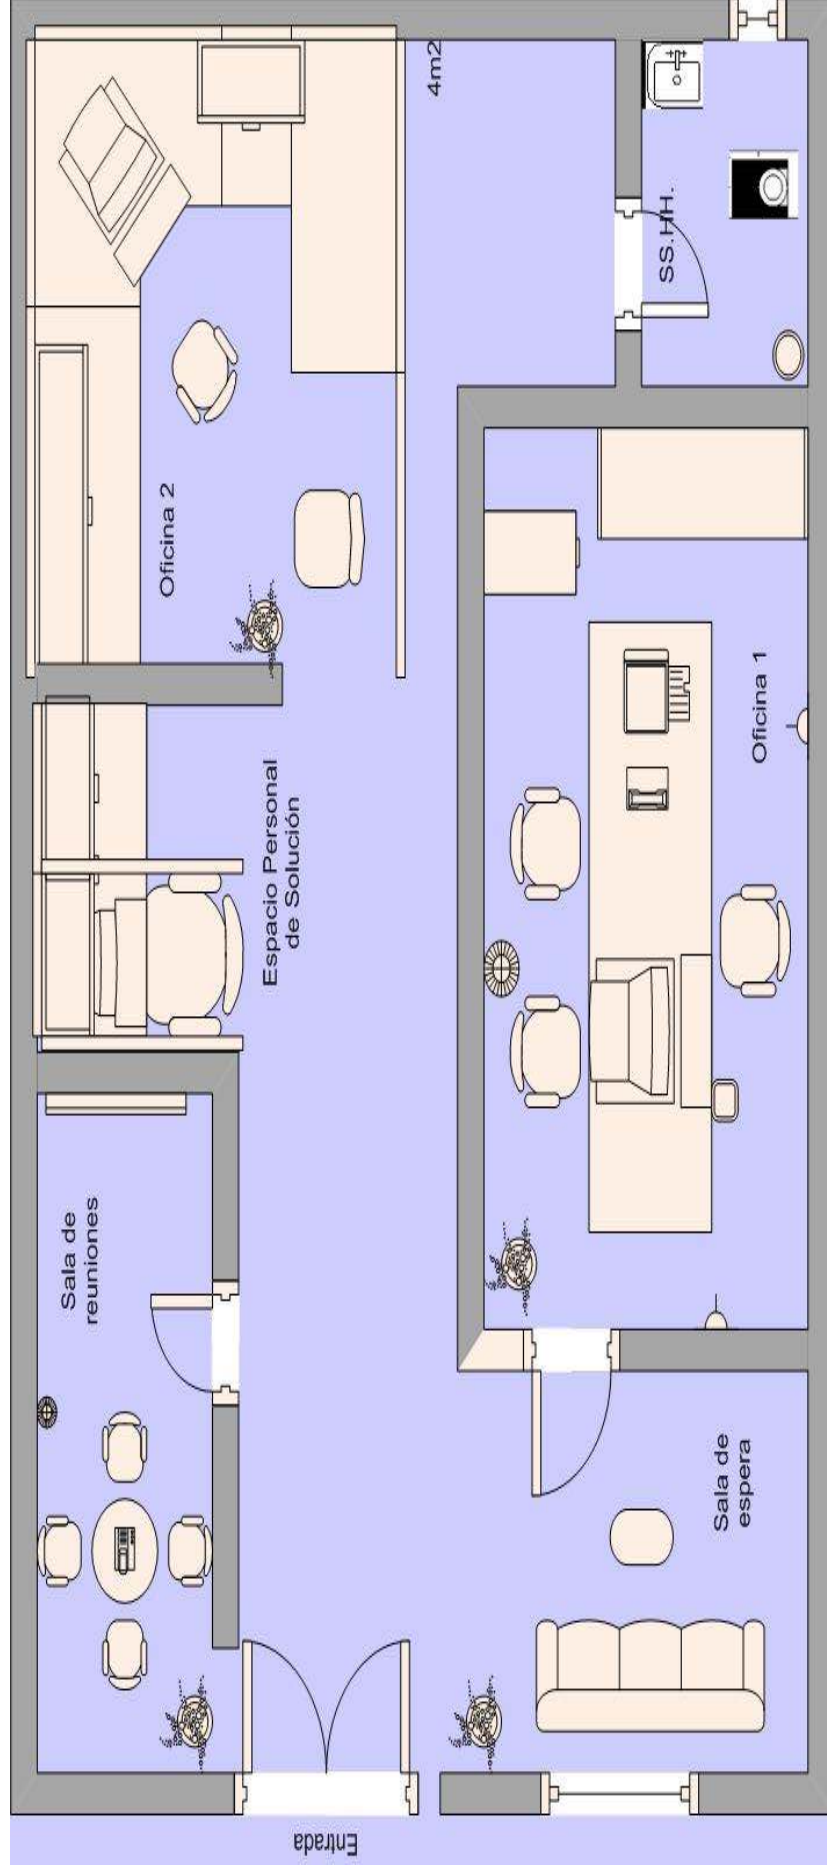 4m2
SS.HH.
Oficina 2
Oficina 1
Espacio Personal
de Solución
Sala de
reuniones
Sala de
espera
Entrada